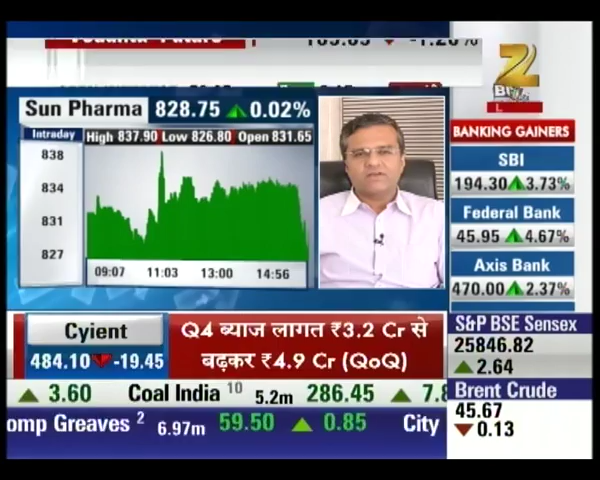 Vedanta Future
Sun Pharma 828.75 0.02%
Intraday High 837.90 Low 826.80 Open 831.65
838
834
831
827
09:07 11:03 13:00 14:56
BANKING GAINERS
SBI
194.30 3.73%
Federal Bank
45.95 4.67%
Axis Bank
470.00 2.37%
Cyient
484.10 -19.45
Q4 ब्याज लागत ₹3.2 Cr से
बढ़कर ₹4.9 Cr (QoQ)
S&P BSE Sensex
25846.82
2.64
Brent Crude
45.67
0.13
3.60 Coal India 10 5.2m 286.45 7.8
omp Greaves 2 6.97m 59.50 0.85 City